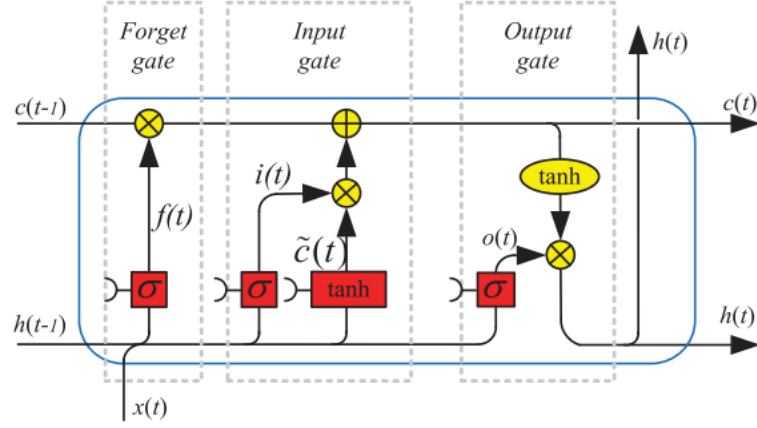 Forget
gate
Input
gate
Output
gate
h(t)
c(t-1)
c(t)
tanh
i(t)
f(t)
o(t)
c̃(t)
σ
σ
tanh
σ
h(t-1)
h(t)
x(t)